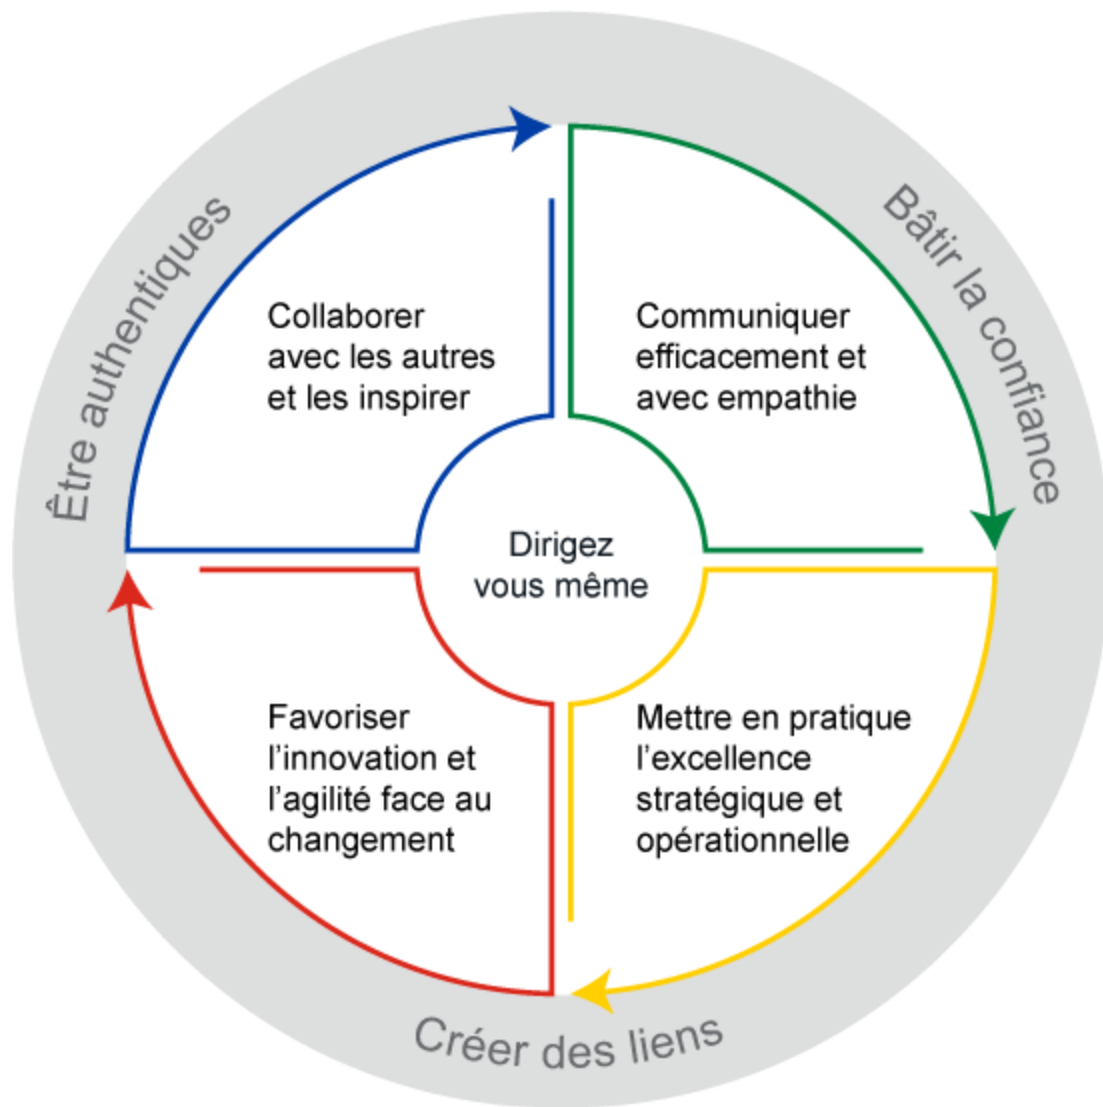 Être authentiques
Bâtir la confiance
Collaborer
avec les autres
et les inspirer
Communiquer
efficacement et
avec empathie
Dirigez
vous même
Favoriser
l'innovation et
l'agilité face au
changement
Mettre en pratique
l'excellence
stratégique et
opérationnelle
Créer des liens